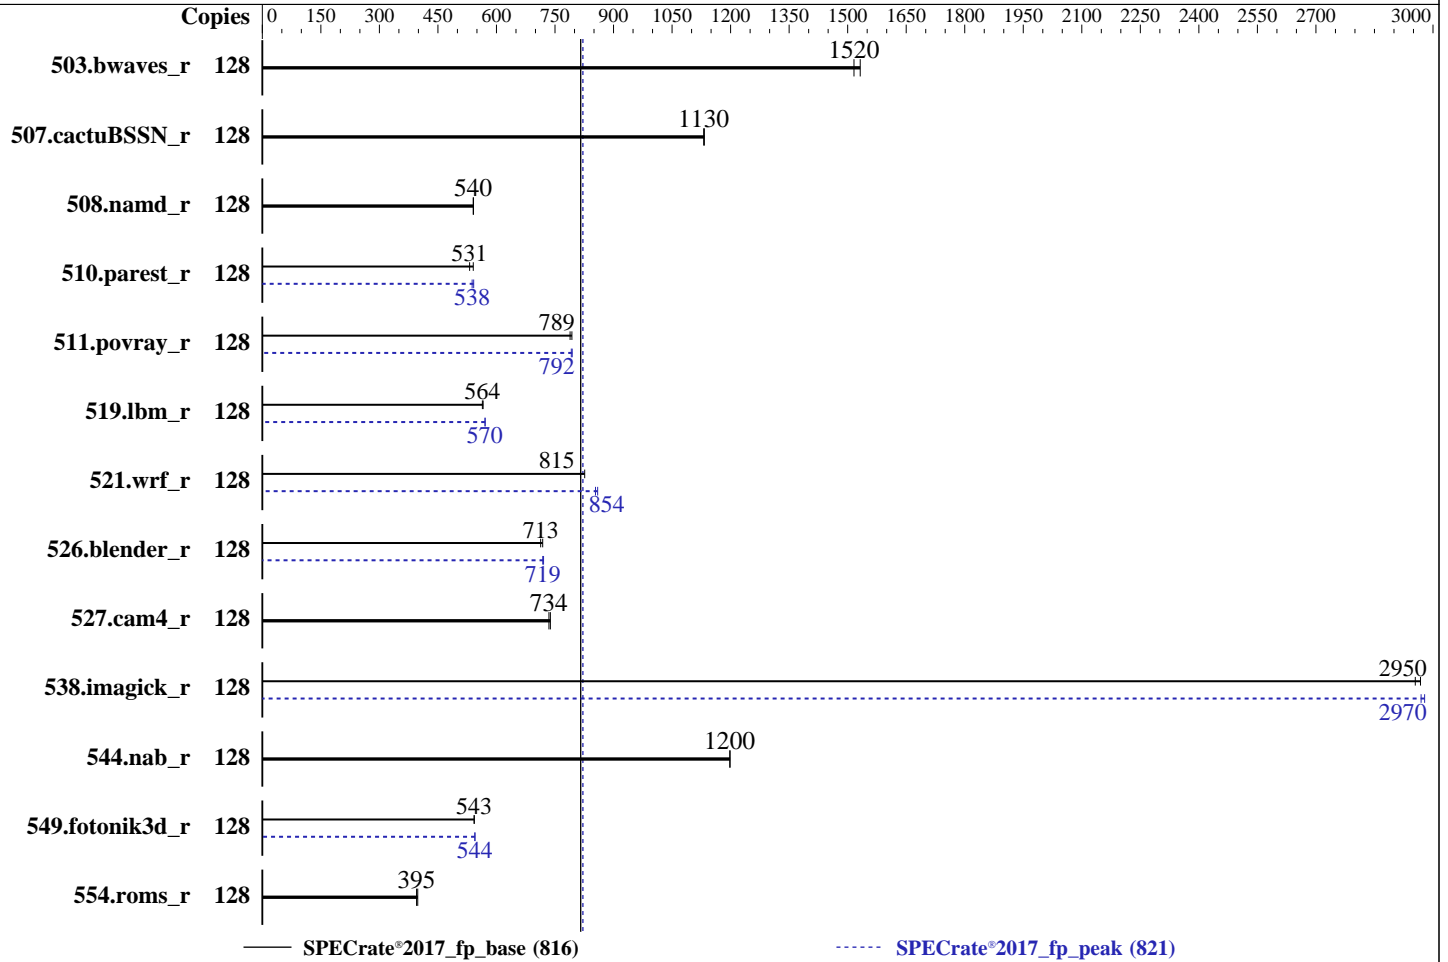 Copies 0 150 300 450 600 750 900 1050 1200 1350 1500 1650 1800 1950 2100 2250 2400 2550 2700 3000
503.bwaves_r 128 1520
507.cactuBSSN_r 128 1130
508.namd_r 128 540
510.parest_r 128 531
538
511.povray_r 128 789
792
519.lbm_r 128 564
570
521.wrf_r 128 815
854
526.blender_r 128 713
719
527.cam4_r 128 734
538.imagick_r 128 2950
2970
544.nab_r 128 1200
549.fotonik3d_r 128 543
544
554.roms_r 128 395
SPECrate®2017_fp_base (816) SPECrate®2017_fp_peak (821)